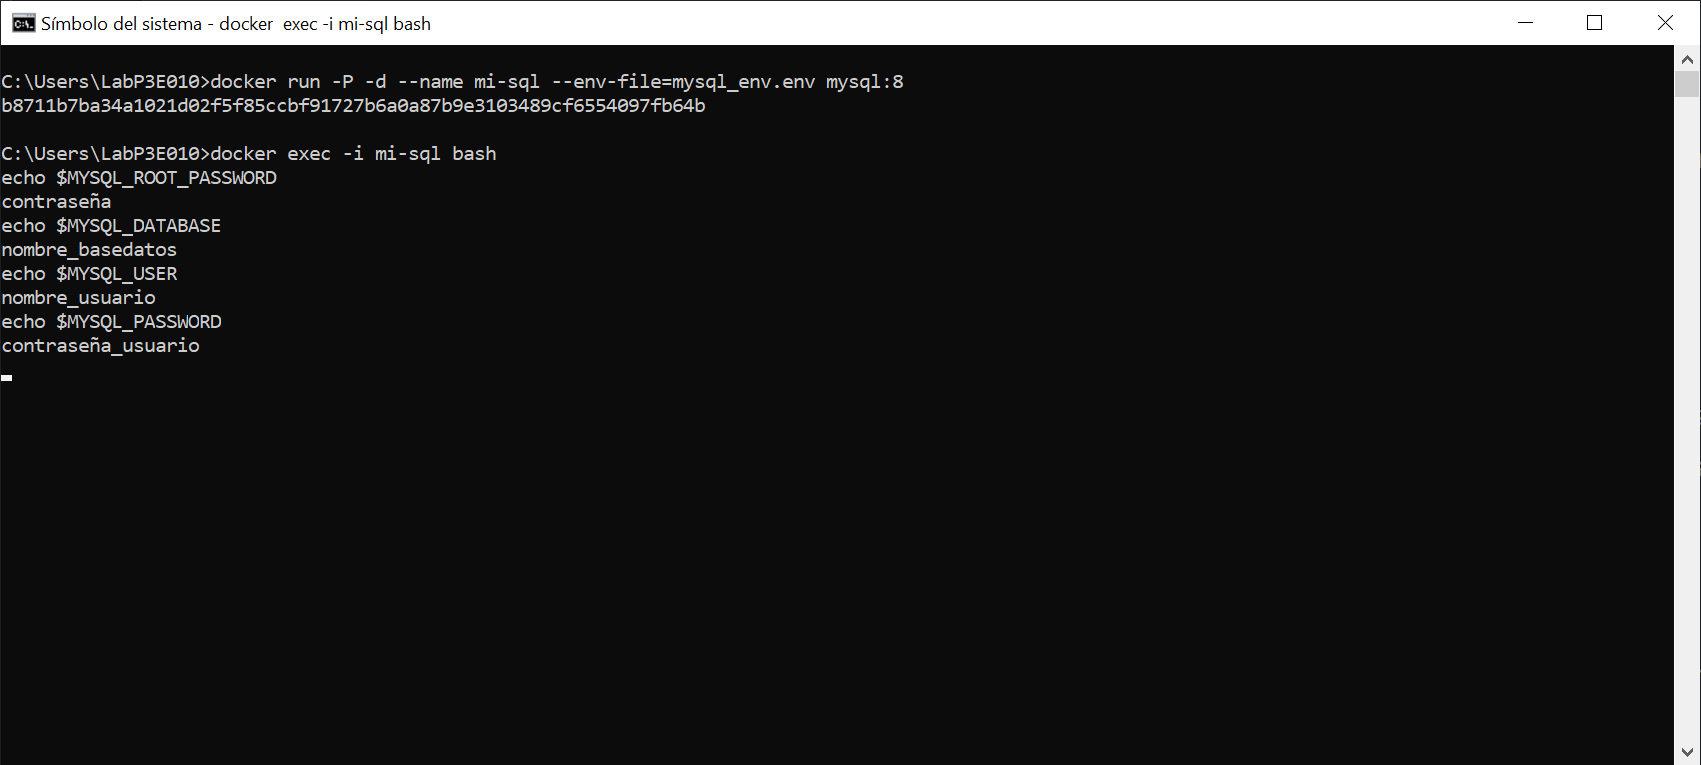 Símbolo del sistema - docker  exec -i mi-sql bash
C:\Users\LabP3E010>docker run -P -d --name mi-sql --env-file=mysql_env.env mysql:8
b8711b7ba34a1021d02f5f85ccbf91727b6a0a87b9e3103489cf6554097fb64b
C:\Users\LabP3E010>docker exec -i mi-sql bash
echo $MYSQL_ROOT_PASSWORD
contraseña
echo $MYSQL_DATABASE
nombre_basedatos
echo $MYSQL_USER
nombre_usuario
echo $MYSQL_PASSWORD
contraseña_usuario